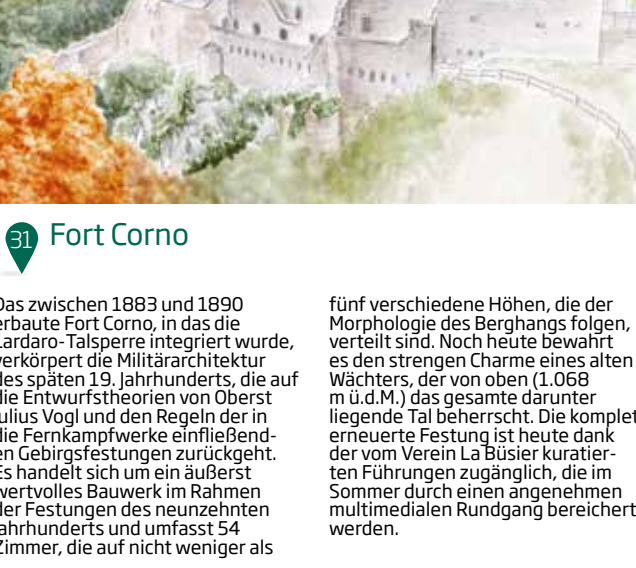 31 Fort Corno
Das zwischen 1883 und 1890
erbaute Fort Corno, in das die
Lardaro-Talsperre integriert wurde,
verkörpert die Militärarchitektur
des späten 19. Jahrhunderts, die auf
die Entwurfstheorien von Oberst
Julius Vogl und den Regeln der in
die Fernkampfwerke einfließend-
en Gebirgsfestungen zurückgeht.
Es handelt sich um ein äußerst
wertvolles Bauwerk im Rahmen
der Festungen des neunzehnten
Jahrhunderts und umfasst 54
Zimmer, die auf nicht weniger als
fünf verschiedene Höhen, die der
Morphologie des Berghangs folgen,
verteilt sind. Noch heute bewahrt
es den strengen Charme eines alten
Wächters, der von oben (1.068
m ü.d.M.) das gesamte darunter
liegende Tal beherrscht. Die komplet
erneuerte Festung ist heute dank
der vom Verein La Büsier kuratier-
ten Führungen zugänglich, die im
Sommer durch einen angenehmen
multimedialen Rundgang bereichert
werden.